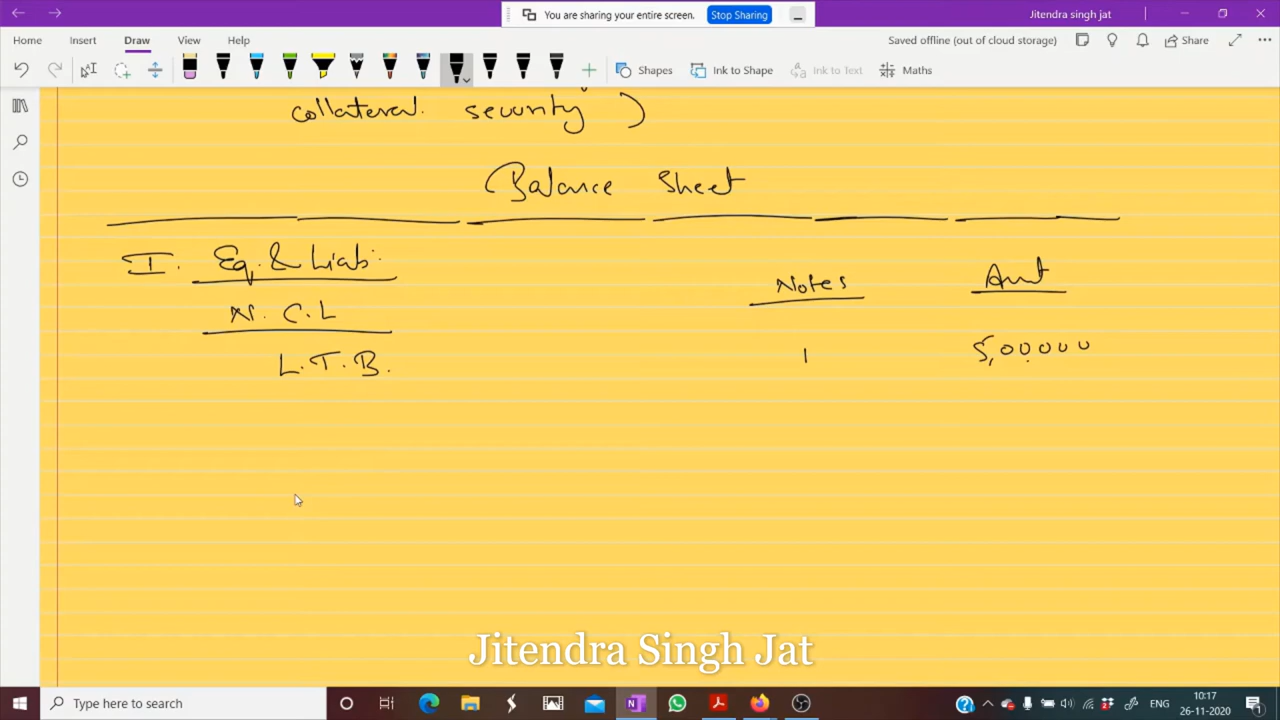 You are sharing your entire screen. Stop Sharing
Jitendra singh jat
Home Insert Draw View Help
Saved offline (out of cloud storage) Share
Shapes Ink to Shape Ink to Text Maths
collateral. security" )
Balance Sheet
I. Eq. & Liab.
Notes Amt
N. C. L
L. T. B. 1 5,00,000
Jitendra Singh Jat
Type here to search
ENG 10:17
26-11-2020